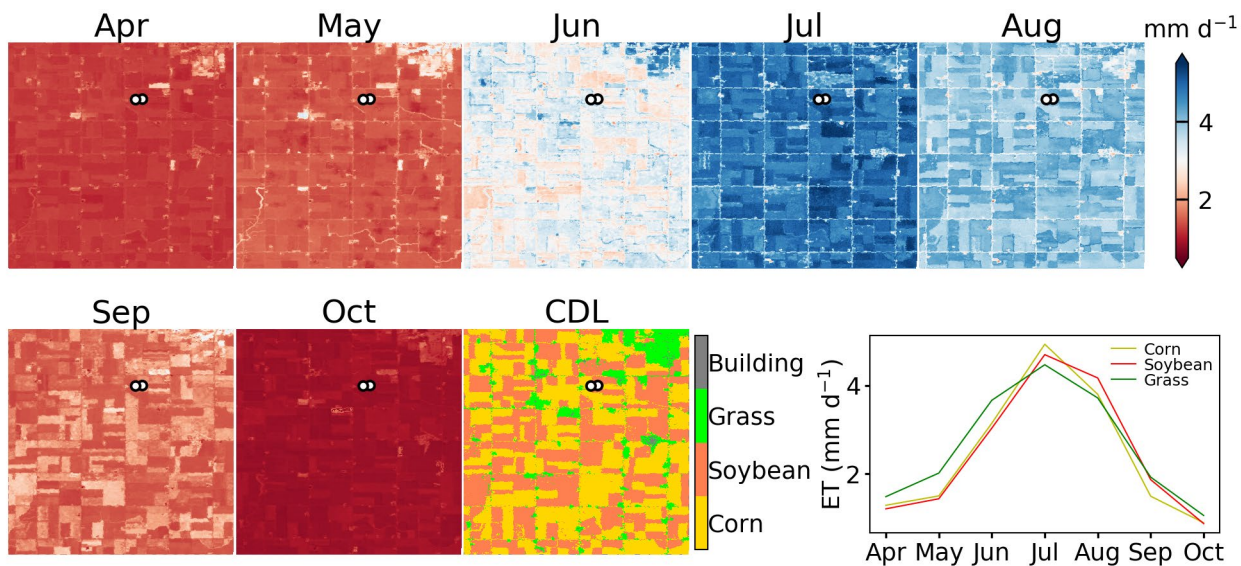 Apr May Jun Jul Aug mm d⁻¹
4
2
Sep Oct CDL
Building
Grass
Soybean
Corn
ET (mm d⁻¹)
4
2
Corn
Soybean
Grass
Apr May Jun Jul Aug Sep Oct